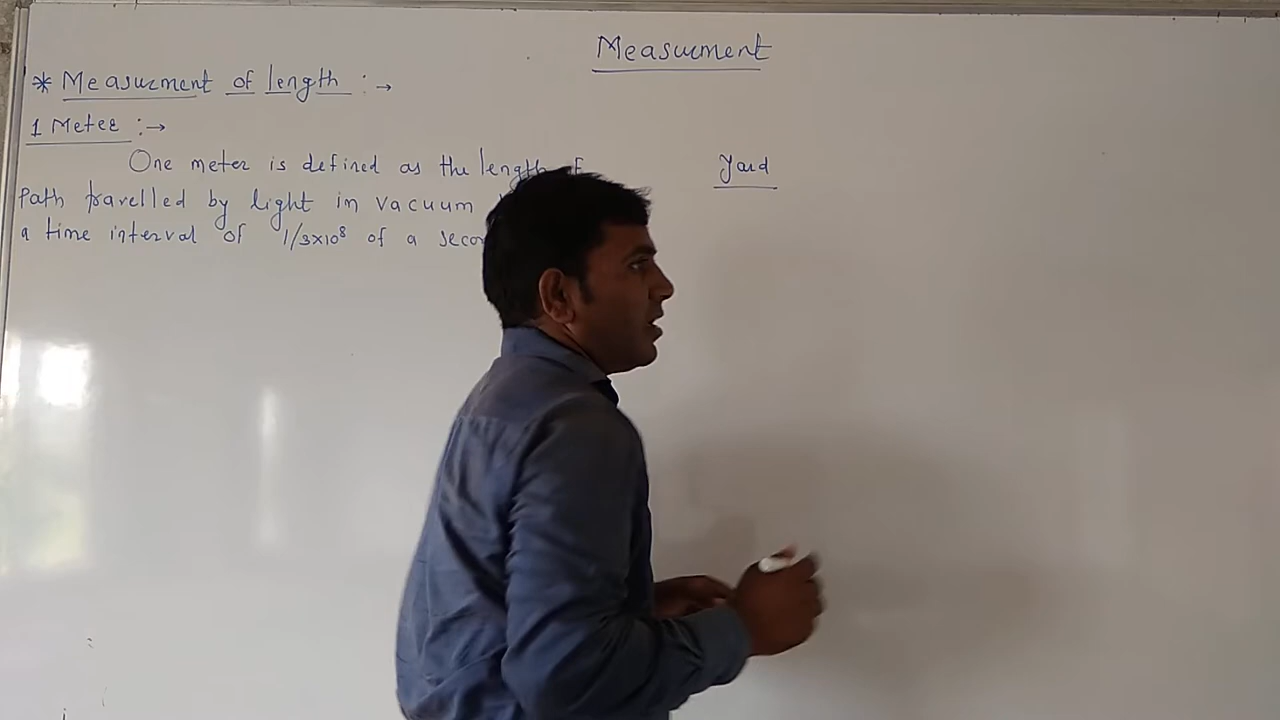 Measurment
* Measurment of length :→
1 Meter :→
One meter is defined as the length of
Path travelled by light in vacuum
a time interval of 1/3x10⁸ of a
Yard